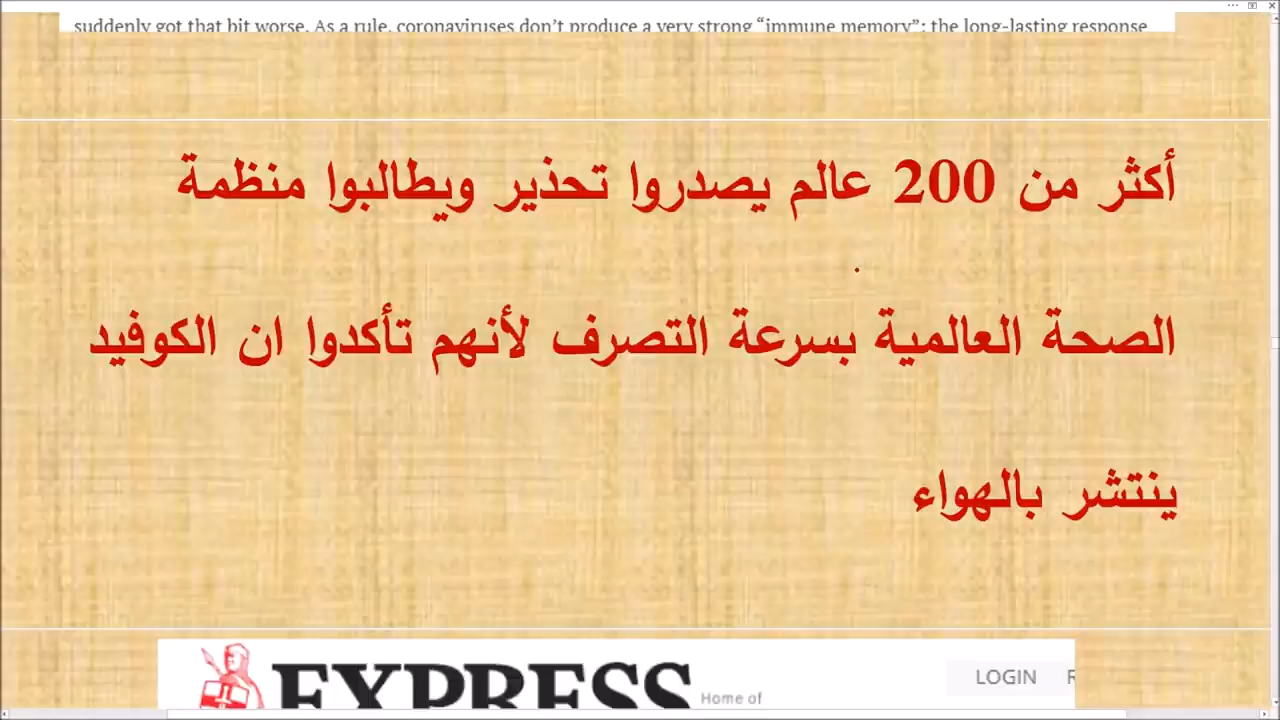 suddenly got that bit worse. As a rule, coronaviruses don’t produce a very strong “immune memory”: the long-lasting response
أكثر من 200 عالم يصدروا تحذير ويطالبوا منظمة
الصحة العالمية بسرعة التصرف لأنهم تأكدوا ان الكوفيد
ينتشر بالهواء
EXPRESS
Home of
LOGIN